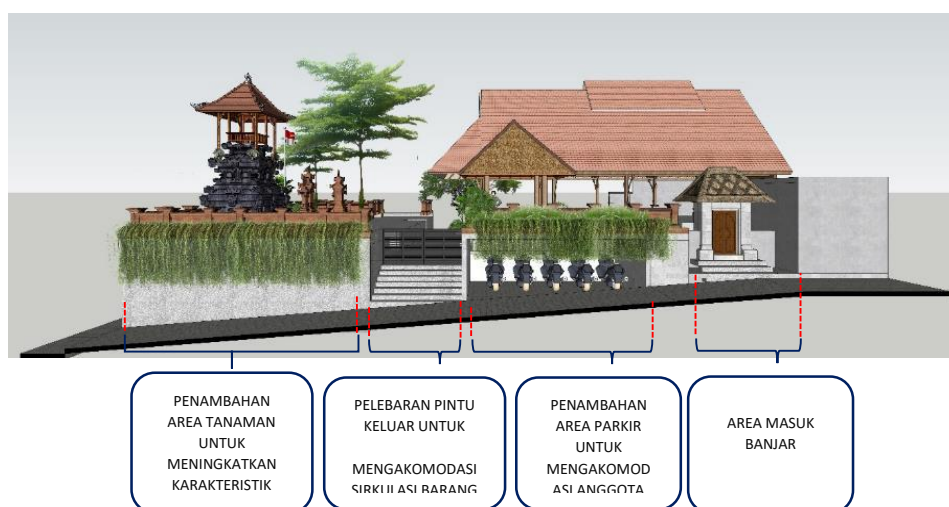 PENAMBAHAN
AREA TANAMAN
UNTUK
MENINGKATKAN
KARAKTERISTIK
PELEBARAN PINTU
KELUAR UNTUK
MENGAKOMODASI
SIRKULASI BARANG
PENAMBAHAN
AREA PARKIR
UNTUK
MENGAKOMOD
ASI ANGGOTA
AREA MASUK
BANJAR